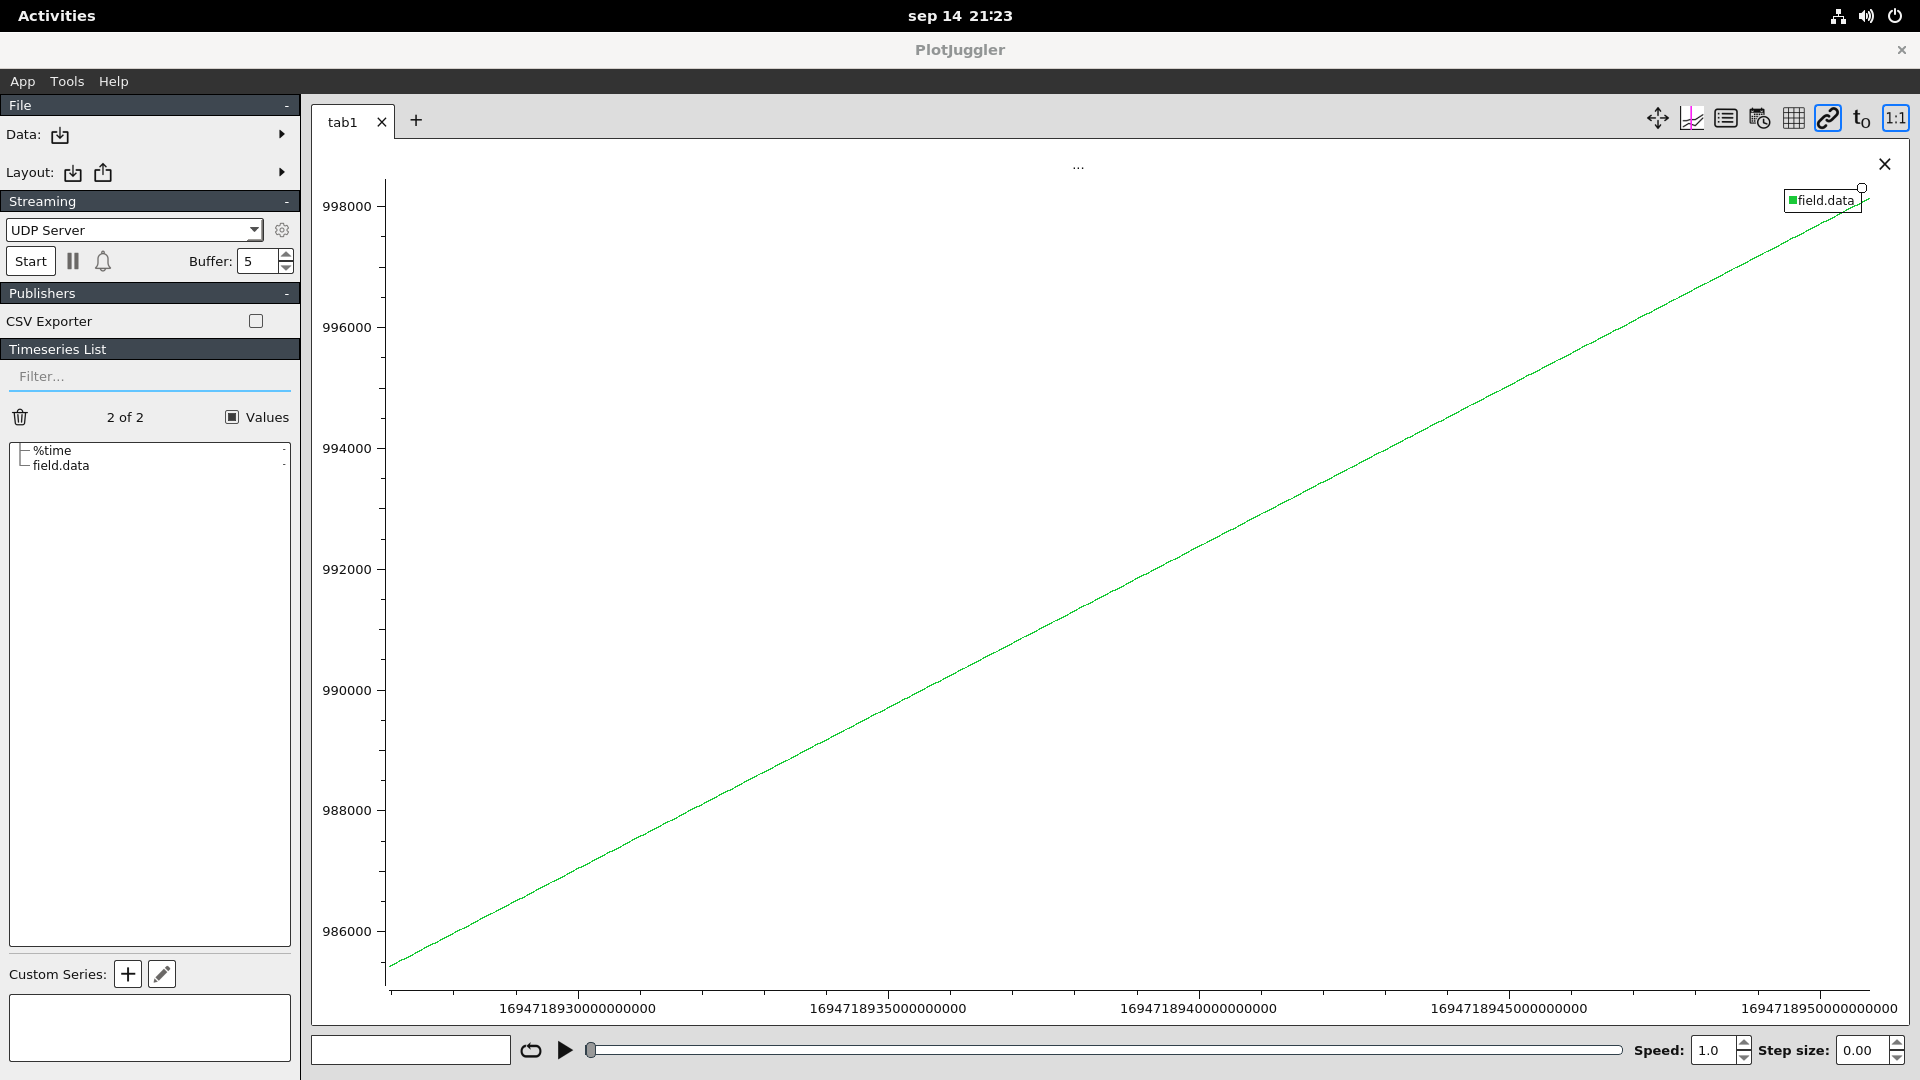 Activities
sep 14 21:23
PlotJuggler
App Tools Help
File -
Data:
Layout:
Streaming -
UDP Server
Start Buffer: 5
Publishers -
CSV Exporter
Timeseries List
Filter...
2 of 2 Values
%time -
field.data -
Custom Series:
tab1
t0 1:1
...
field.data
998000
996000
994000
992000
990000
988000
986000
1694718930000000000 1694718935000000000 1694718940000000000 1694718945000000000 1694718950000000000
Speed: 1.0 Step size: 0.00